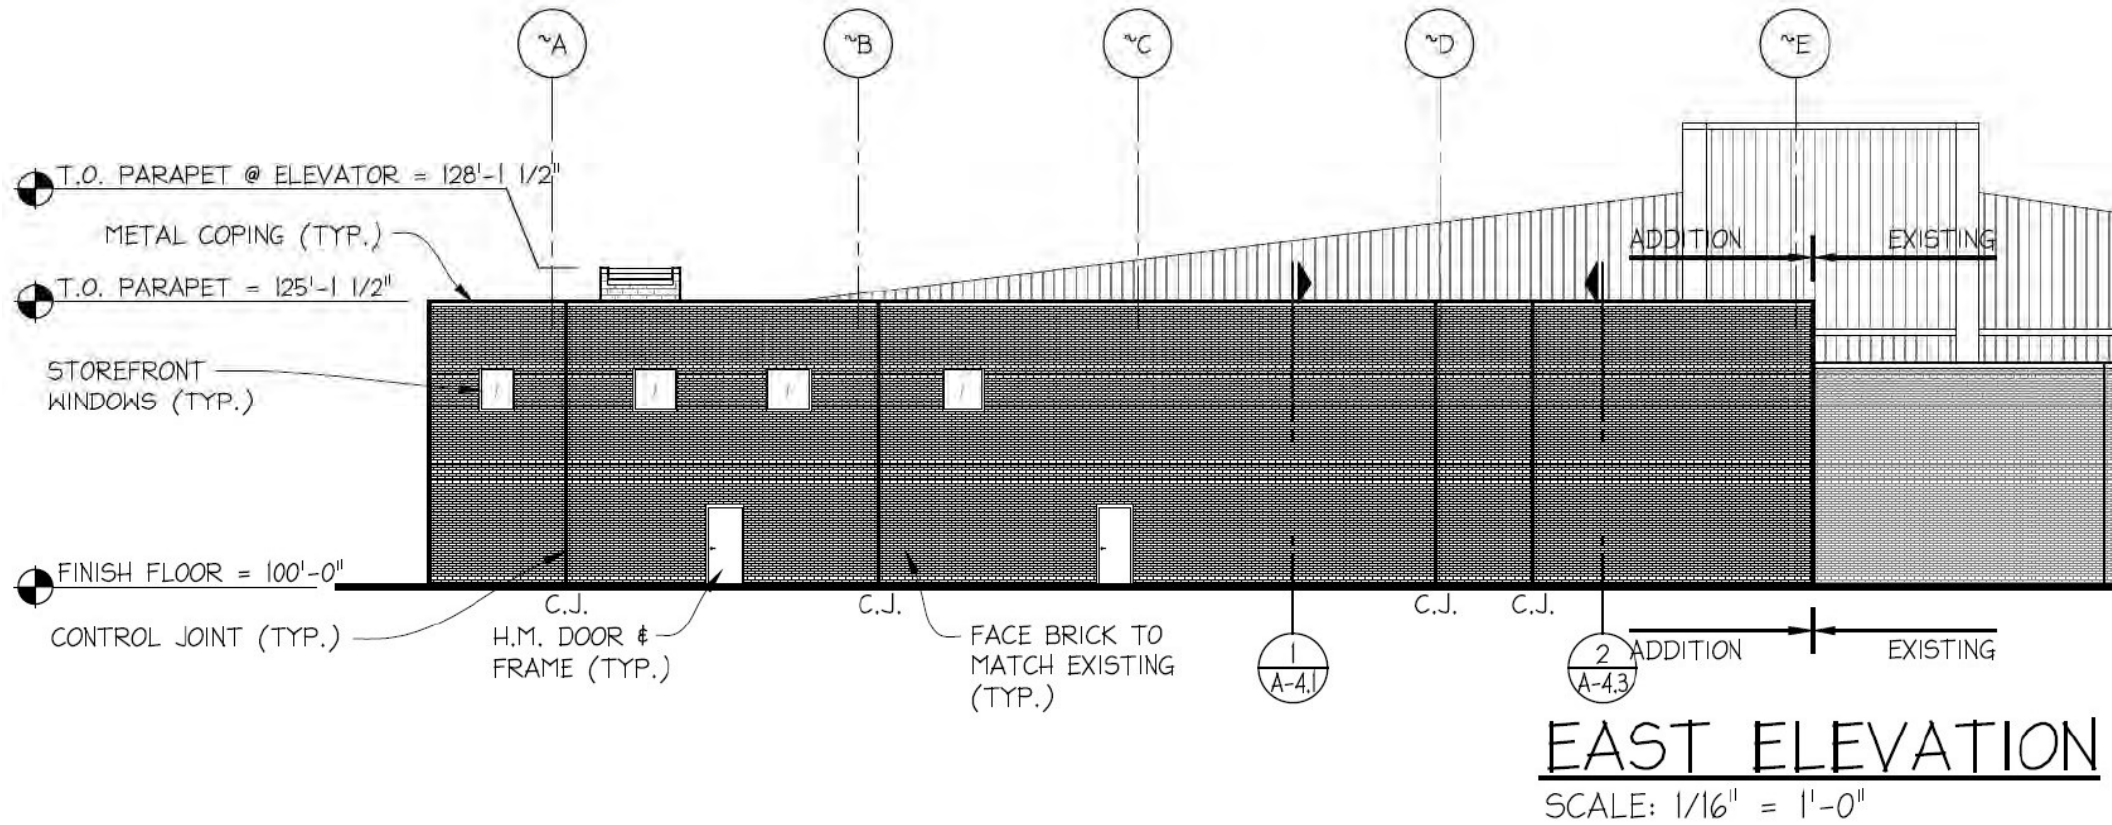 ~A
~B
~C
~D
~E
T.O. PARAPET @ ELEVATOR = 128'-1 1/2"
METAL COPING (TYP.)
T.O. PARAPET = 125'-1 1/2"
ADDITION
EXISTING
STOREFRONT
WINDOWS (TYP.)
FINISH FLOOR = 100'-0"
C.J.
C.J.
C.J.
C.J.
CONTROL JOINT (TYP.)
H.M. DOOR &
FRAME (TYP.)
FACE BRICK TO
MATCH EXISTING
(TYP.)
1
A-4.1
2
A-4.3
ADDITION
EXISTING
EAST ELEVATION
SCALE: 1/16" = 1'-0"